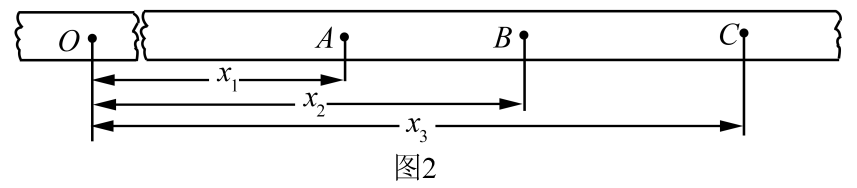 O A B C
x₁
x₂
x₃
图2